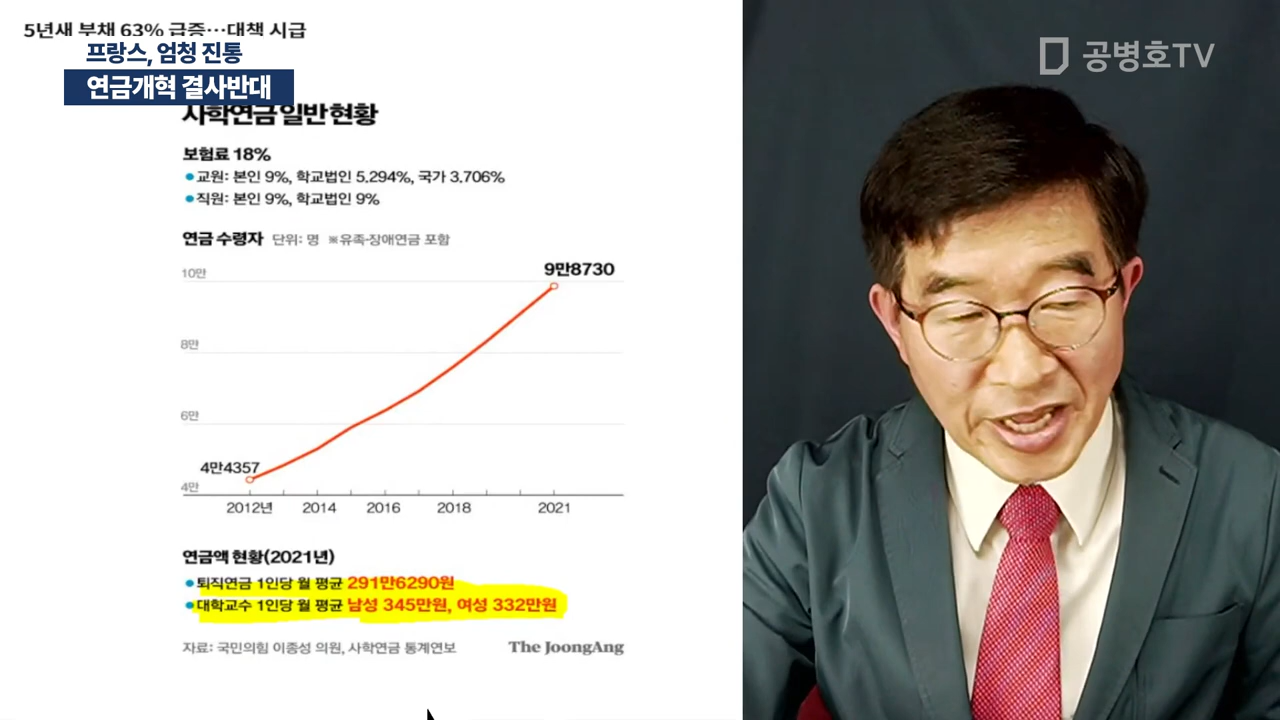 5년새 부채 63% 급증…대책 시급
프랑스, 엄청 진통
연금개혁 결사반대
공병호TV
사학연금 일반 현황
보험료 18%
●교원: 본인 9%, 학교법인 5.294%, 국가 3.706%
●직원: 본인 9%, 학교법인 9%
연금 수령자 단위: 명 ※유족·장애연금 포함
10만
9만8730
8만
6만
4만4357
4만
2012년 2014 2016 2018 2021
연금액 현황(2021년)
●퇴직연금 1인당 월 평균 291만6290원
●대학교수 1인당 월 평균 남성 345만원, 여성 332만원
자료: 국민의힘 이종성 의원, 사학연금 통계연보 The JoongAng